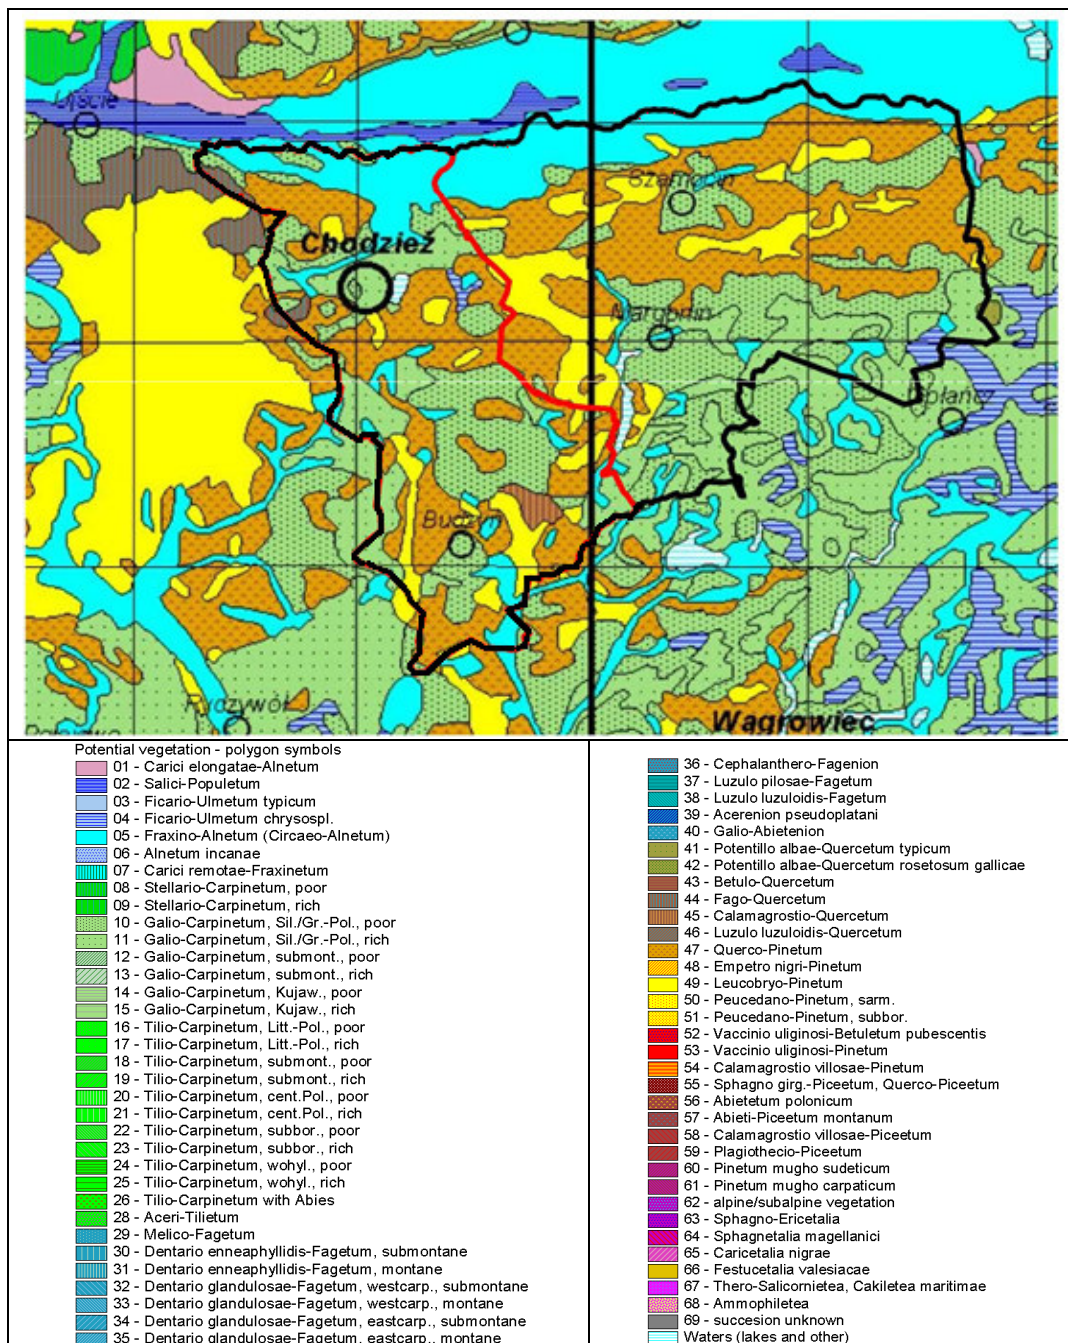 Ujście
Szamocin
Chodzież
Margonin
Gołańcz
Budzyń
Ryczywół
Wągrowiec
Potential vegetation - polygon symbols
01 - Carici elongatae-Alnetum
02 - Salici-Populetum
03 - Ficario-Ulmetum typicum
04 - Ficario-Ulmetum chrysospl.
05 - Fraxino-Alnetum (Circaeo-Alnetum)
06 - Alnetum incanae
07 - Carici remotae-Fraxinetum
08 - Stellario-Carpinetum, poor
09 - Stellario-Carpinetum, rich
10 - Galio-Carpinetum, Sil./Gr.-Pol., poor
11 - Galio-Carpinetum, Sil./Gr.-Pol., rich
12 - Galio-Carpinetum, submont., poor
13 - Galio-Carpinetum, submont., rich
14 - Galio-Carpinetum, Kujaw., poor
15 - Galio-Carpinetum, Kujaw., rich
16 - Tilio-Carpinetum, Litt.-Pol., poor
17 - Tilio-Carpinetum, Litt.-Pol., rich
18 - Tilio-Carpinetum, submont., poor
19 - Tilio-Carpinetum, submont., rich
20 - Tilio-Carpinetum, cent.Pol., poor
21 - Tilio-Carpinetum, cent.Pol., rich
22 - Tilio-Carpinetum, subbor., poor
23 - Tilio-Carpinetum, subbor., rich
24 - Tilio-Carpinetum, wohyl., poor
25 - Tilio-Carpinetum, wohyl., rich
26 - Tilio-Carpinetum with Abies
28 - Aceri-Tilietum
29 - Melico-Fagetum
30 - Dentario enneaphyllidis-Fagetum, submontane
31 - Dentario enneaphyllidis-Fagetum, montane
32 - Dentario glandulosae-Fagetum, westcarp., submontane
33 - Dentario glandulosae-Fagetum, westcarp., montane
34 - Dentario glandulosae-Fagetum, eastcarp., submontane
35 - Dentario glandulosae-Fagetum, eastcarp., montane
36 - Cephalanthero-Fagenion
37 - Luzulo pilosae-Fagetum
38 - Luzulo luzuloidis-Fagetum
39 - Acerenion pseudoplatani
40 - Galio-Abietenion
41 - Potentillo albae-Quercetum typicum
42 - Potentillo albae-Quercetum rosetosum gallicae
43 - Betulo-Quercetum
44 - Fago-Quercetum
45 - Calamagrostio-Quercetum
46 - Luzulo luzuloidis-Quercetum
47 - Querco-Pinetum
48 - Empetro nigri-Pinetum
49 - Leucobryo-Pinetum
50 - Peucedano-Pinetum, sarm.
51 - Peucedano-Pinetum, subbor.
52 - Vaccinio uliginosi-Betuletum pubescentis
53 - Vaccinio uliginosi-Pinetum
54 - Calamagrostio villosae-Pinetum
55 - Sphagno girg.-Piceetum, Querco-Piceetum
56 - Abietetum polonicum
57 - Abieti-Piceetum montanum
58 - Calamagrostio villosae-Piceetum
59 - Plagiothecio-Piceetum
60 - Pinetum mugho sudeticum
61 - Pinetum mugho carpaticum
62 - alpine/subalpine vegetation
63 - Sphagno-Ericetalia
64 - Sphagnetalia magellanici
65 - Caricetalia nigrae
66 - Festucetalia valesiacae
67 - Thero-Salicornietea, Cakiletea maritimae
68 - Ammophiletea
69 - succesion unknown
Waters (lakes and other)